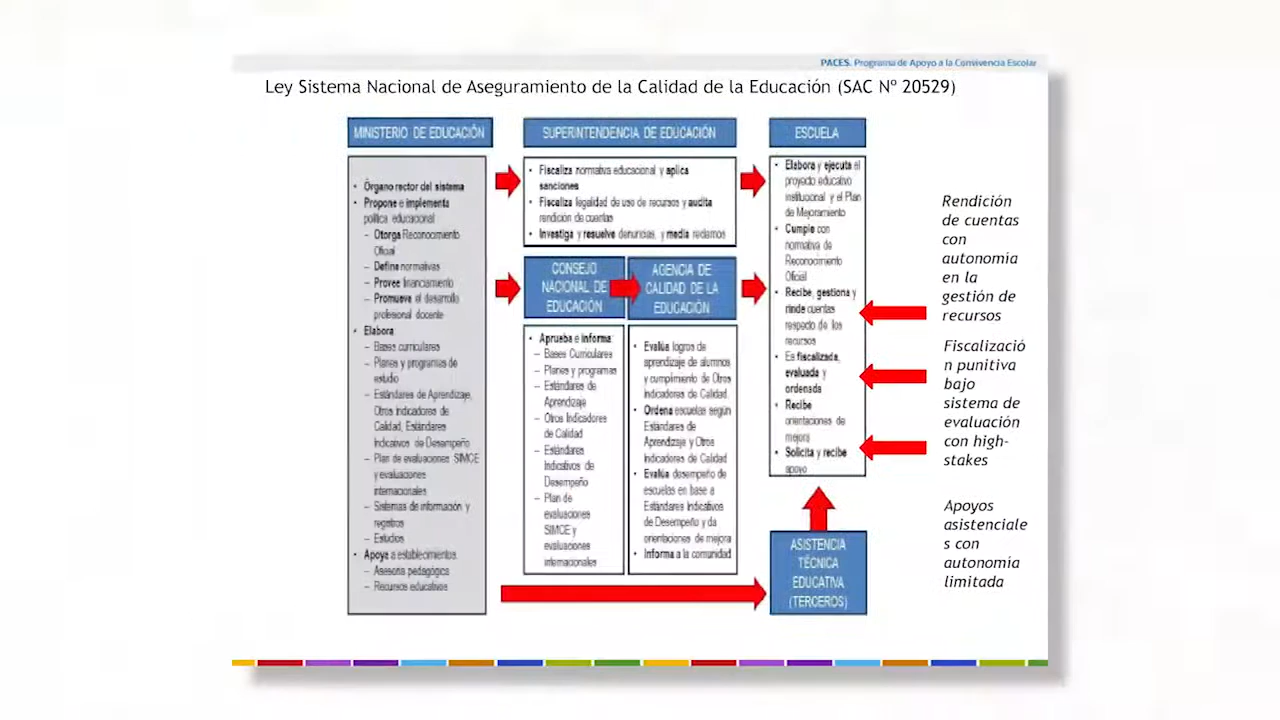 PACES. Programa de Apoyo a la Convivencia Escolar
Ley Sistema Nacional de Aseguramiento de la Calidad de la Educación (SAC Nº 20529)
MINISTERIO DE EDUCACIÓN
• Órgano rector del sistema
• Propone e implementa
política educacional
– Otorga Reconocimiento
Oficial
– Define normativas
– Provee financiamiento
– Promueve el desarrollo
profesional docente
• Elabora
– Bases curriculares
– Planes y programas de
estudio
– Estándares de Aprendizaje,
Otros Indicadores de
Calidad, Estándares
Indicativos de Desempeño
– Plan de evaluaciones SIMCE
y evaluaciones
internacionales
– Sistemas de información y
registros
– Estudios
• Apoya a establecimientos
– Asesoría pedagógica
– Recursos educativos
SUPERINTENDENCIA DE EDUCACIÓN
• Fiscaliza normativa educacional y aplica
sanciones
• Fiscaliza legalidad de uso de recursos y audita
rendición de cuentas
• Investiga y resuelve denuncias, y media reclamos
CONSEJO
NACIONAL DE
EDUCACIÓN
• Aprueba e informa:
– Bases Curriculares
– Planes y programas
– Estándares de
Aprendizaje
– Otros Indicadores
de Calidad
– Estándares
Indicativos de
Desempeño
– Plan de
evaluaciones
SIMCE y
evaluaciones
internacionales
AGENCIA DE
CALIDAD DE LA
EDUCACIÓN
• Evalúa logros de
aprendizaje de alumnos
y cumplimiento de Otros
Indicadores de Calidad.
• Ordena escuelas según
Estándares de
Aprendizaje y Otros
Indicadores de Calidad
• Evalúa desempeño de
escuelas en base a
Estándares Indicativos
de Desempeño y da
orientaciones de mejora
• Informa a la comunidad
ESCUELA
• Elabora y ejecuta el
proyecto educativo
institucional y el Plan
de Mejoramiento
• Cumple con
normativa de
Reconocimiento
Oficial
• Recibe, gestiona y
rinde cuentas
respecto de los
recursos
• Es fiscalizada,
evaluada y
ordenada
• Recibe
orientaciones de
mejora
• Solicita y recibe
apoyo
ASISTENCIA
TÉCNICA
EDUCATIVA
(TERCEROS)
Rendición
de cuentas
con
autonomía
en la
gestión de
recursos
Fiscalizació
n punitiva
bajo
sistema de
evaluación
con high-
stakes
Apoyos
asistenciale
s con
autonomía
limitada